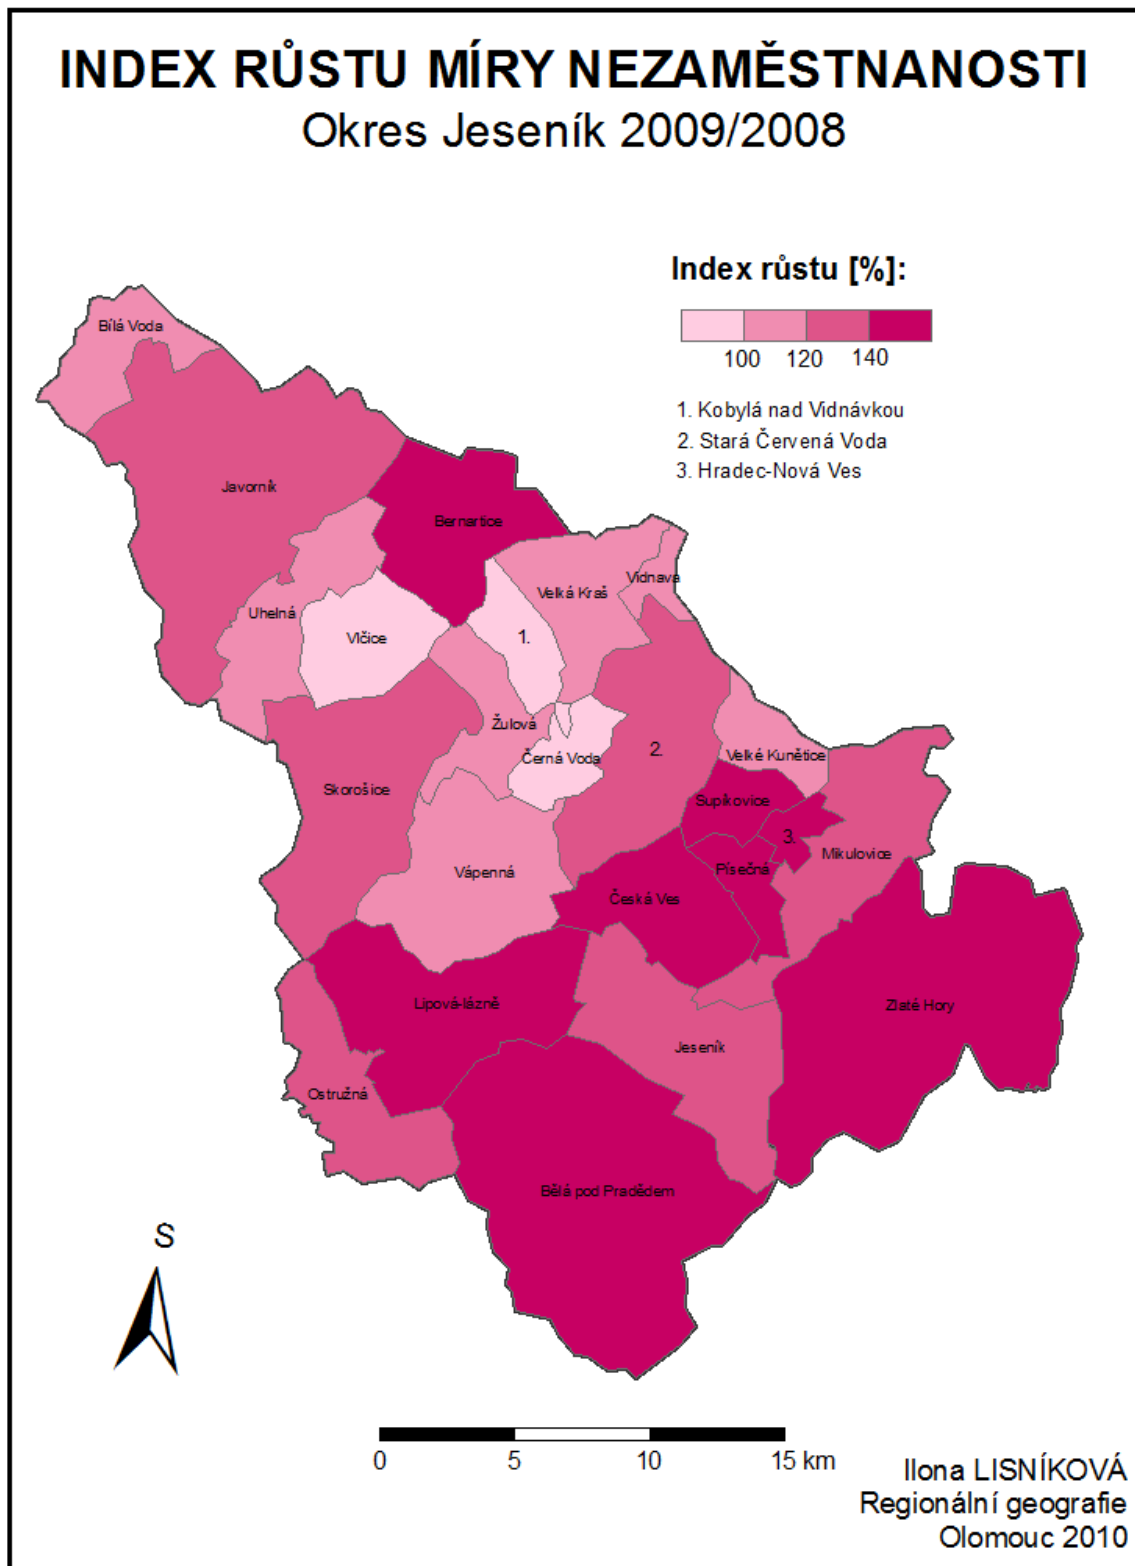 INDEX RŮSTU MÍRY NEZAMĚSTNANOSTI
Okres Jeseník 2009/2008
Index růstu [%]:
100 120 140
1. Kobylá nad Vidnávkou
2. Stará Červená Voda
3. Hradec-Nová Ves
Bílá Voda
Javorník
Bernartice
Vidnava
Velká Kraš
Uhelná
Vlčice
1.
Žulová
Černá Voda
2.
Velké Kunětice
Skorošice
Supíkovice
3.
Mikulovice
Vápenná
Písečná
Česká Ves
Lipová-lázně
Zlaté Hory
Jeseník
Ostružná
Bělá pod Pradědem
S
0 5 10 15 km
Ilona LISNÍKOVÁ
Regionální geografie
Olomouc 2010